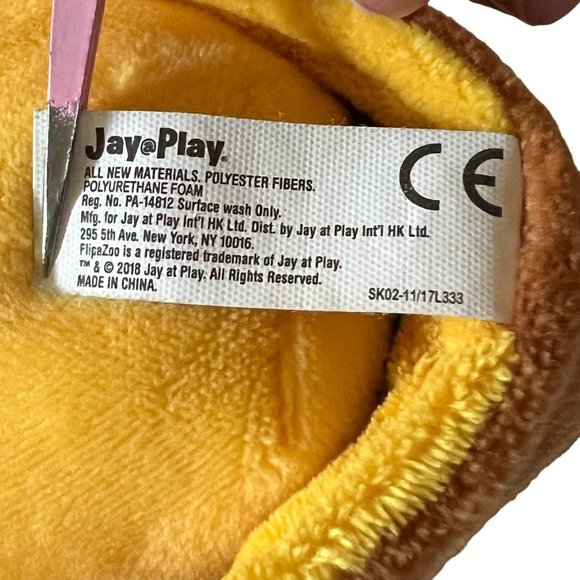 Jay@Play®
CE
ALL NEW MATERIALS. POLYESTER FIBERS.
POLYURETHANE FOAM
Reg. No. PA-14812 Surface wash Only.
Mfg. for Jay at Play Int'l HK Ltd. Dist. by Jay at Play Int'l HK Ltd.
295 5th Ave. New York, NY 10016.
FlipaZoo is a registered trademark of Jay at Play.
™ & © 2018 Jay at Play. All Rights Reserved.
MADE IN CHINA.
SK02-11/17L333